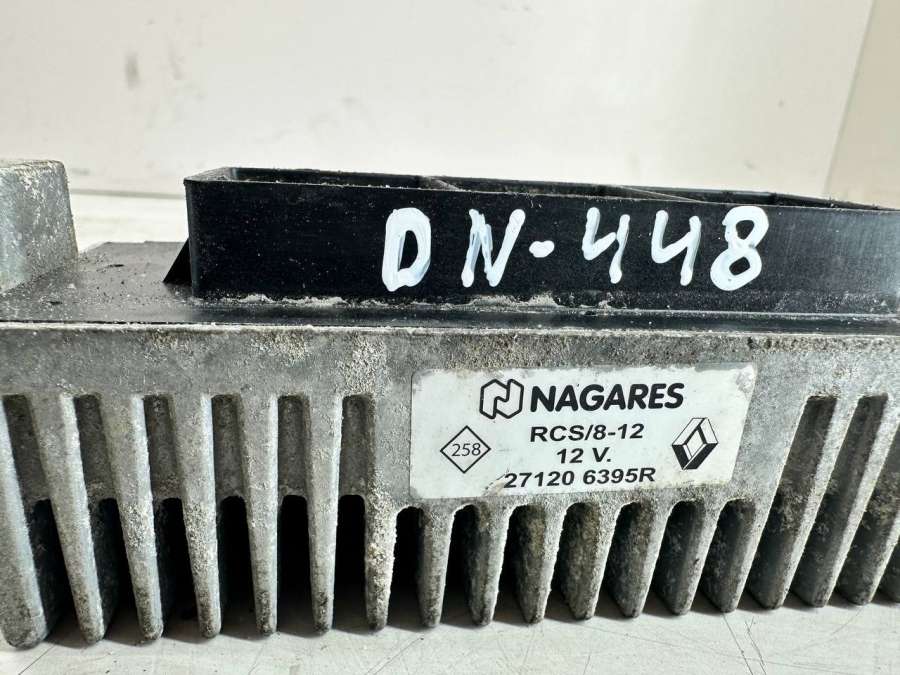 DN-448
NAGARES
RCS/8-12
258
12 V.
27120 6395R